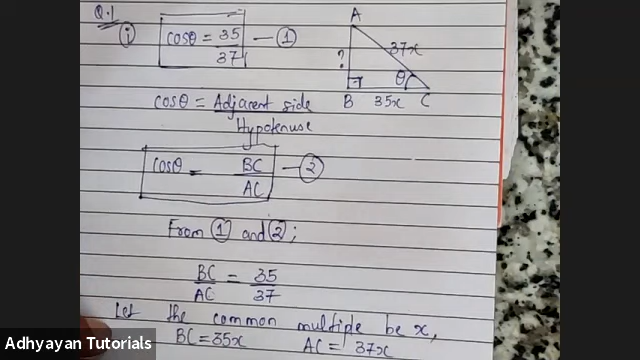 Q.1
(i) cosθ = 35/37 — ①
A
37x
?
θ
B 35x C
cosθ = Adjacent side
Hypotenuse
cosθ = BC/AC — ②
From ① and ②;
BC/AC = 35/37
Let the common multiple be x,
BC = 35x AC = 37x
Adhyayan Tutorials